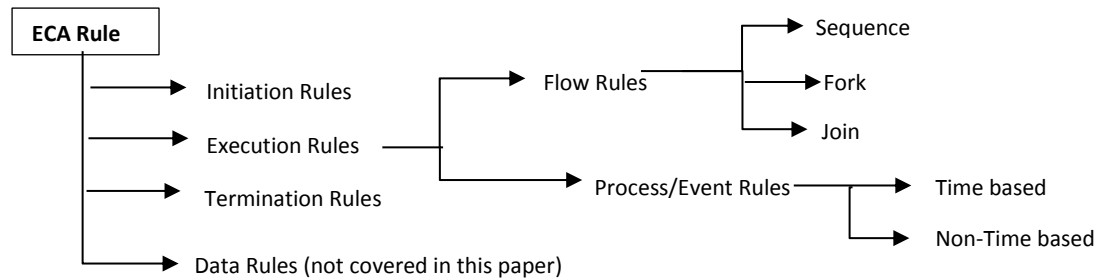 ECA Rule
Sequence
Initiation Rules
Flow Rules
Fork
Execution Rules
Join
Termination Rules
Process/Event Rules
Time based
Non-Time based
Data Rules (not covered in this paper)